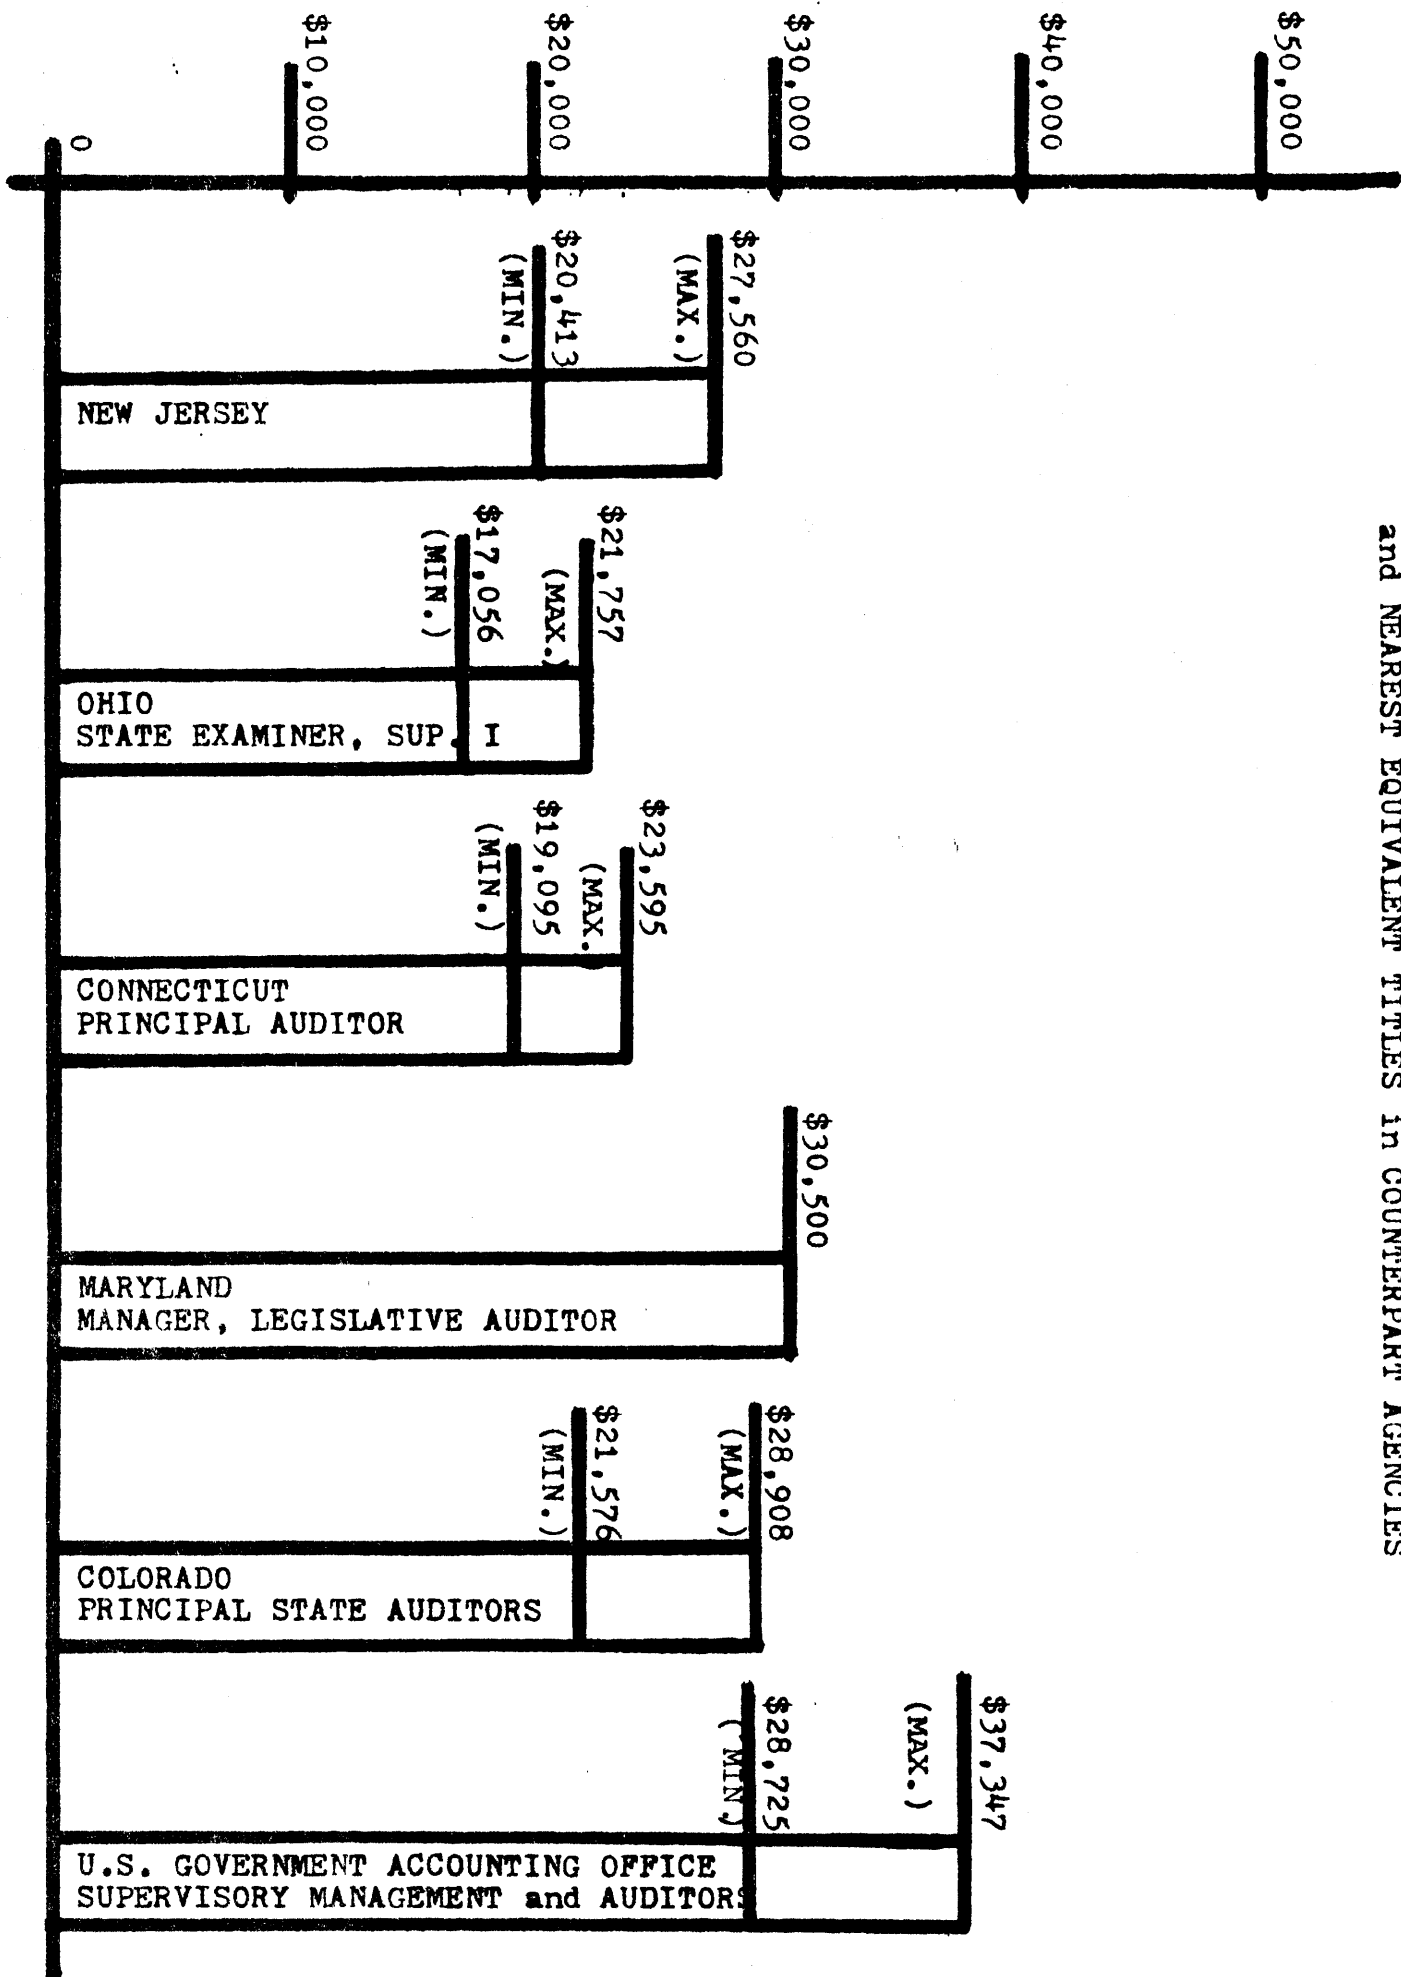 and NEAREST EQUIVALENT TITLES in COUNTERPART AGENCIES
$50,000
$40,000
$30,000
$20,000
$10,000
0
$27,560
(MAX.)
$20,413
(MIN.)
NEW JERSEY
$21,757
(MAX.)
$17,056
(MIN.)
OHIO
STATE EXAMINER, SUP. I
$23,595
(MAX.)
$19,095
(MIN.)
CONNECTICUT
PRINCIPAL AUDITOR
$30,500
MARYLAND
MANAGER, LEGISLATIVE AUDITOR
$28,908
(MAX.)
$21,576
(MIN.)
COLORADO
PRINCIPAL STATE AUDITORS
$37,347
(MAX.)
$28,725
(MIN.)
U.S. GOVERNMENT ACCOUNTING OFFICE
SUPERVISORY MANAGEMENT and AUDITORS